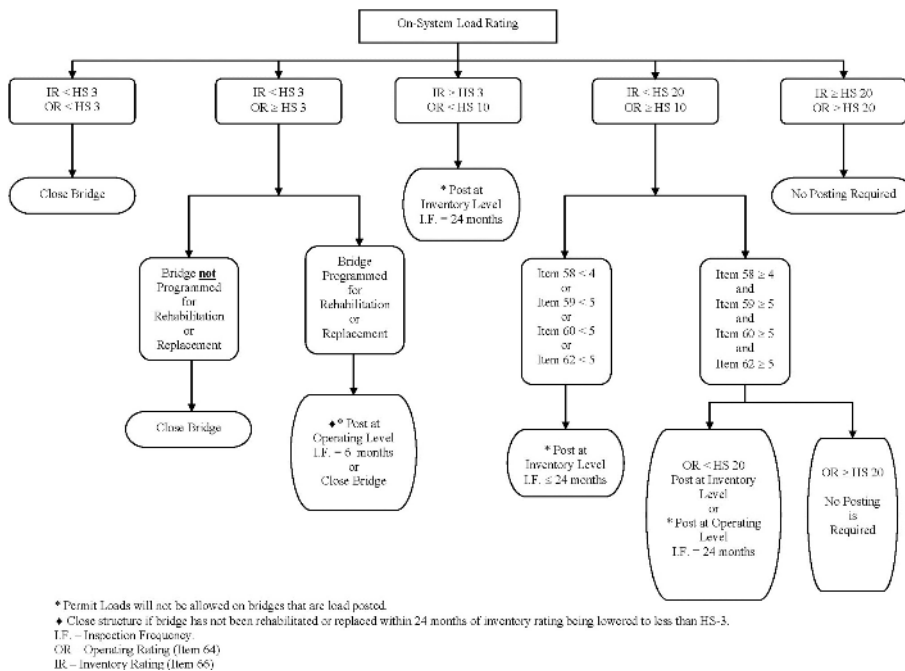 On-System Load Rating
IR < HS 3
OR < HS 3
IR < HS 3
OR ≥ HS 3
IR > HS 3
OR < HS 10
IR < HS 20
OR ≥ HS 10
IR ≥ HS 20
OR > HS 20
Close Bridge
* Post at
Inventory Level
I.F. = 24 months
No Posting Required
Bridge not
Programmed
for
Rehabilitation
or
Replacement
Bridge
Programmed
for
Rehabilitation
or
Replacement
Item 58 < 4
or
Item 59 < 5
or
Item 60 < 5
or
Item 62 < 5
Item 58 ≥ 4
and
Item 59 ≥ 5
and
Item 60 ≥ 5
and
Item 62 ≥ 5
Close Bridge
♦* Post at
Operating Level
I.F. = 6 months
or
Close Bridge
* Post at
Inventory Level
I.F. ≤ 24 months
OR < HS 20
Post at Inventory
Level
or
* Post at Operating
Level
I.F. = 24 months
OR > HS 20
No Posting
is
Required
* Permit Loads will not be allowed on bridges that are load posted.
♦ Close structure if bridge has not been rehabilitated or replaced within 24 months of inventory rating being lowered to less than HS-3.
I.F. – Inspection Frequency.
OR – Operating Rating (Item 64)
IR – Inventory Rating (Item 66)